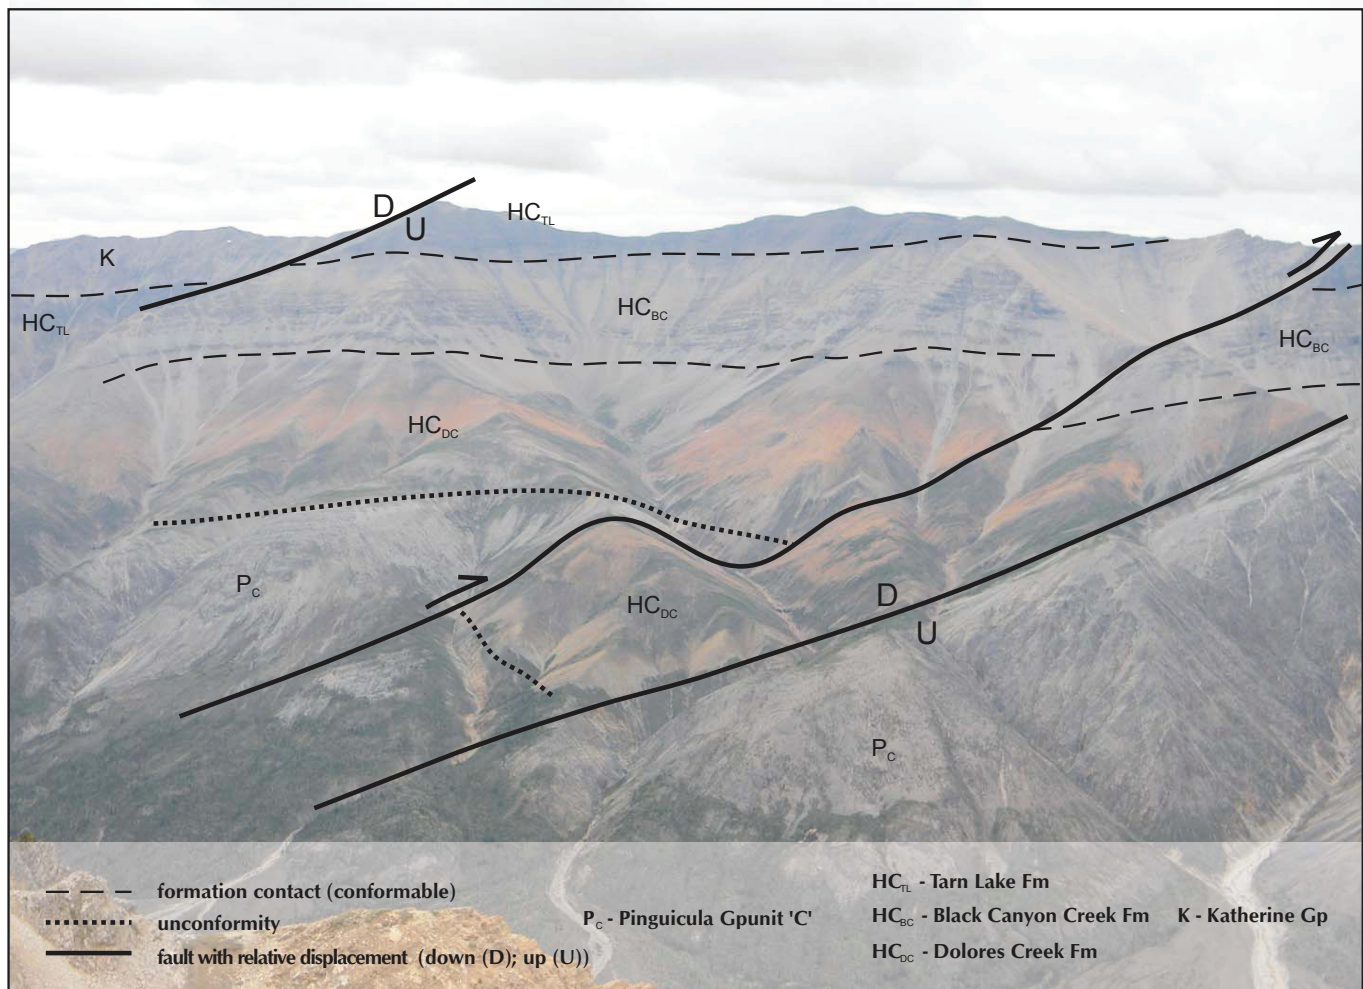 D
U
HCTL
K
HCBC
HCTL
HCBC
HCDC
PC
HCDC
D
U
PC
formation contact (conformable)
unconformity
fault with relative displacement (down (D); up (U))
PC - Pinguicula Gpunit 'C'
HCTL - Tarn Lake Fm
HCBC - Black Canyon Creek Fm K - Katherine Gp
HCDC - Dolores Creek Fm